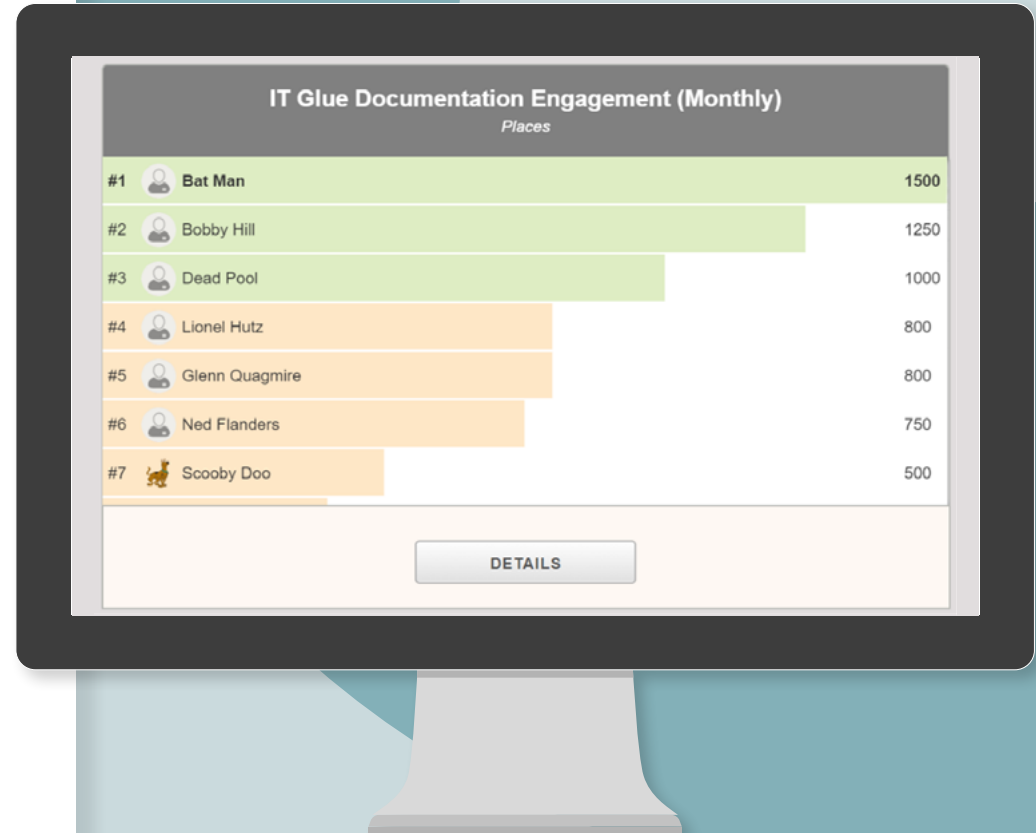 IT Glue Documentation Engagement (Monthly)
Places
#1 Bat Man 1500
#2 Bobby Hill 1250
#3 Dead Pool 1000
#4 Lionel Hutz 800
#5 Glenn Quagmire 800
#6 Ned Flanders 750
#7 Scooby Doo 500
DETAILS